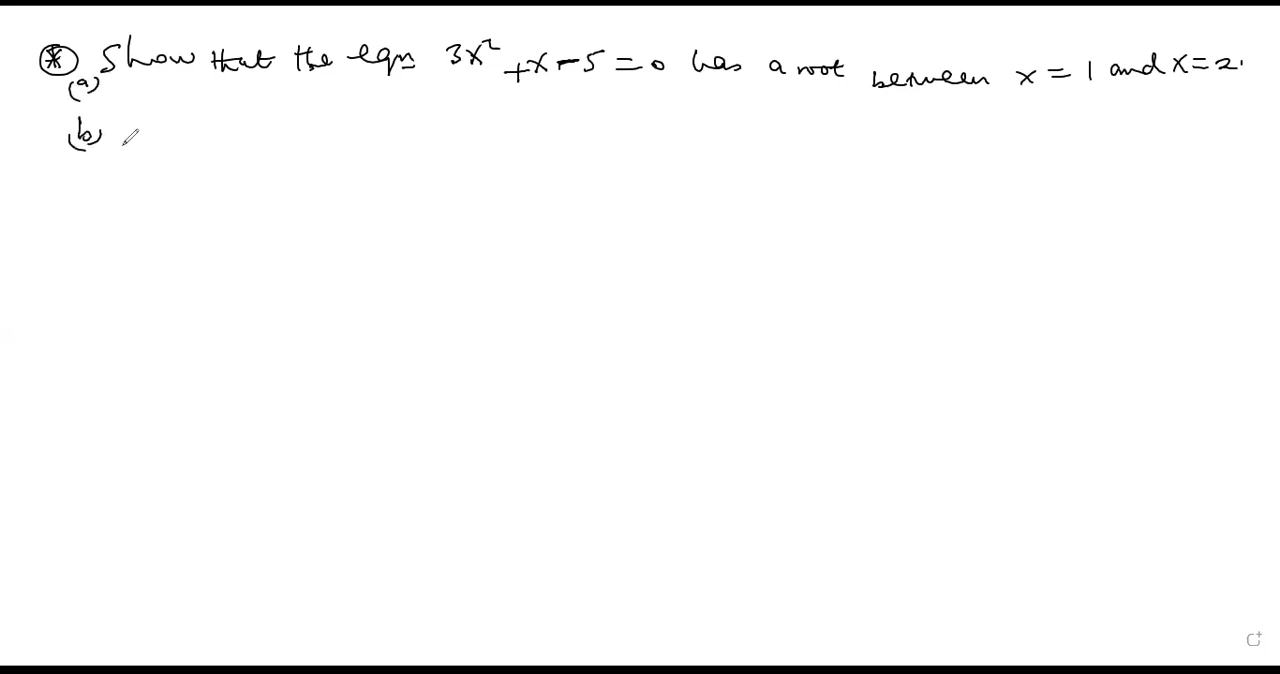 ⊛ Show that the eqn 3x² + x - 5 = 0 has a root between x = 1 and x = 2.
(a)
(b)